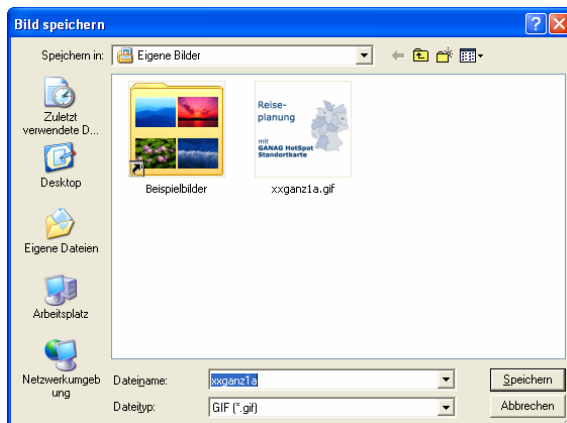 Bild speichern
Speichern in:
Eigene Bilder
Zuletzt
verwendete D...
Desktop
Eigene Dateien
Arbeitsplatz
Netzwerkumgeb
ung
Reise-
planung
mit
GANAG HotSpot
Standortkarte
Beispielbilder
xxganz1a.gif
Dateiname:
xxganz1a
Speichern
Dateityp:
GIF (*.gif)
Abbrechen